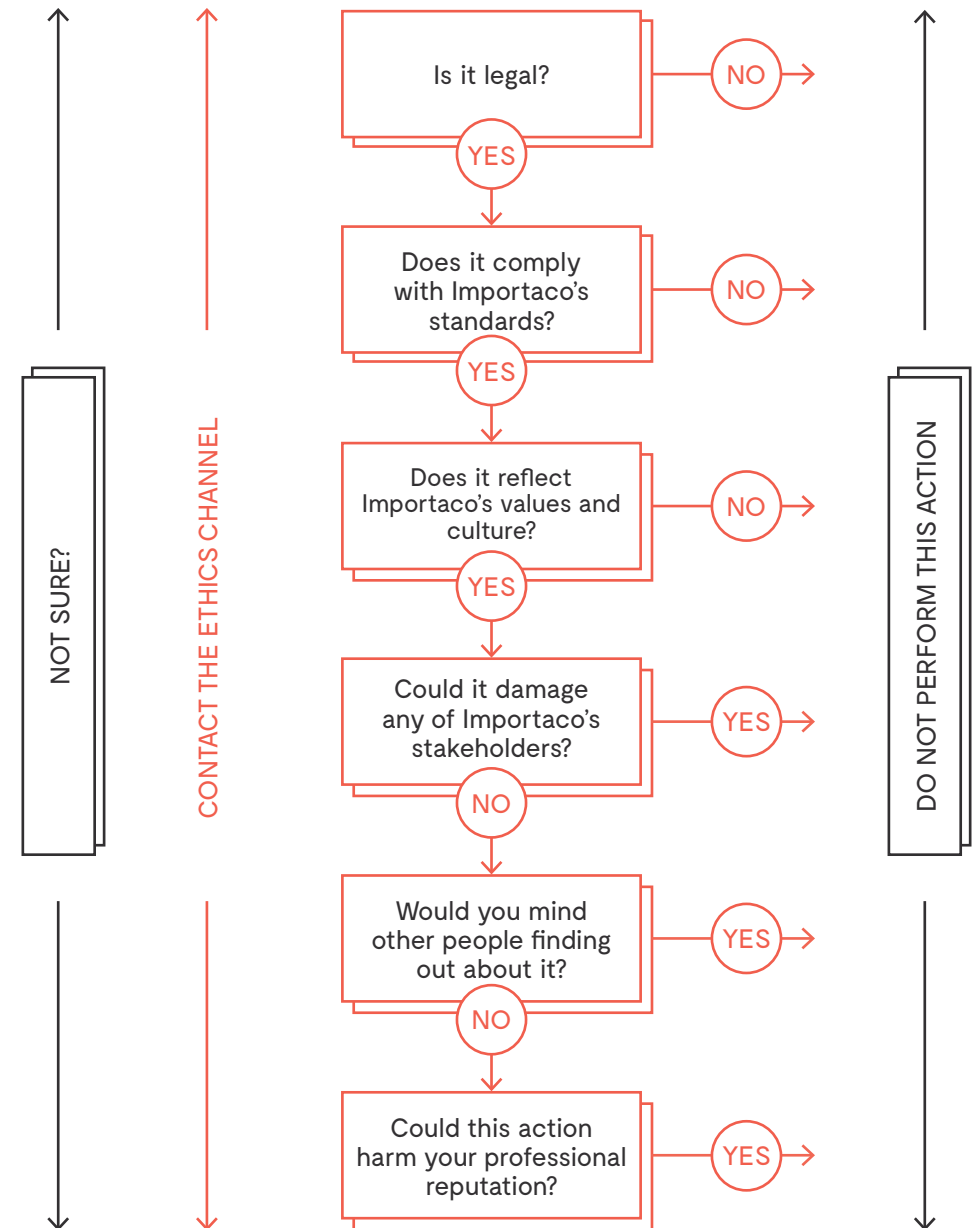 Is it legal?
NO
YES
Does it comply
with Importaco’s
standards?
NO
YES
Does it reflect
Importaco’s values and
culture?
NO
YES
Could it damage
any of Importaco’s
stakeholders?
YES
NO
Would you mind
other people finding
out about it?
YES
NO
Could this action
harm your professional
reputation?
YES
NOT SURE?
CONTACT THE ETHICS CHANNEL
DO NOT PERFORM THIS ACTION